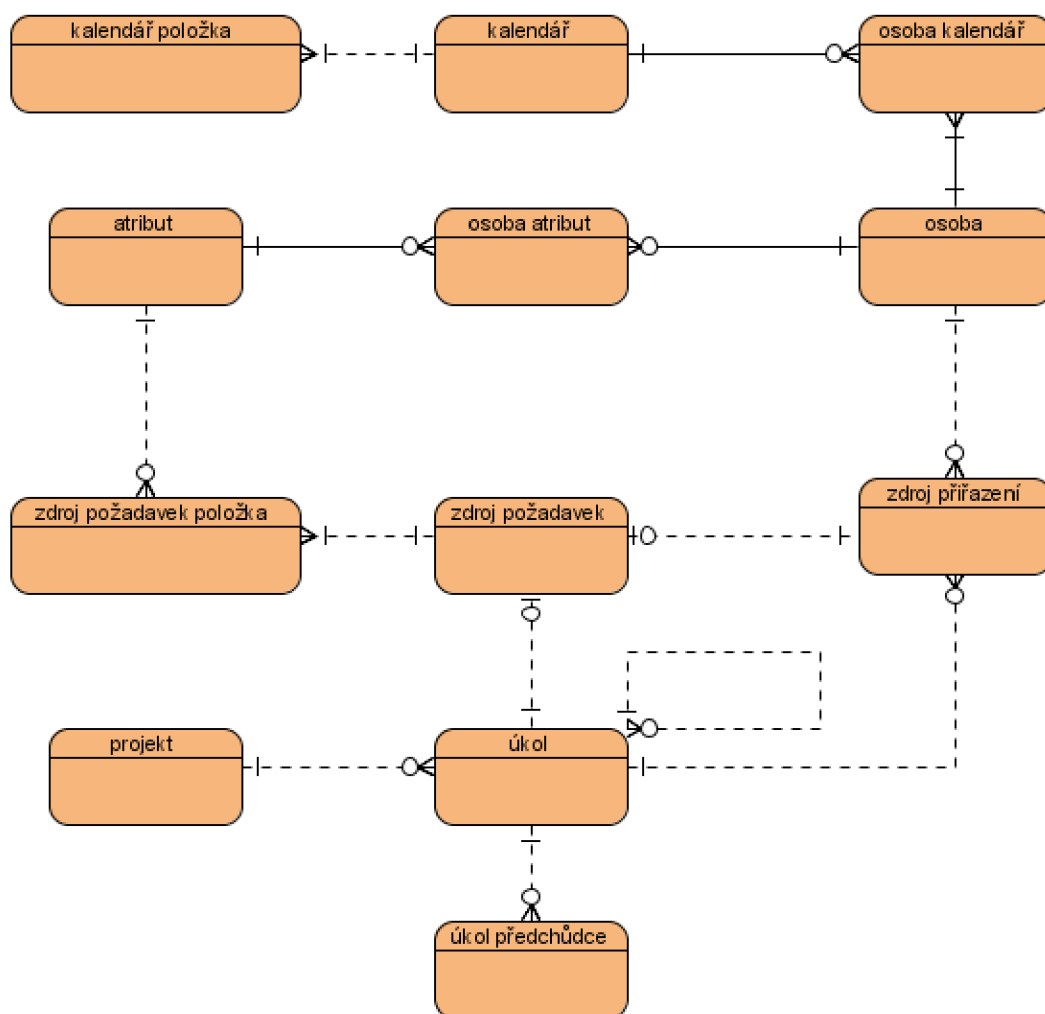 kalendář položka
kalendář
osoba kalendář
atribut
osoba atribut
osoba
zdroj požadavek položka
zdroj požadavek
zdroj přiřazení
projekt
úkol
úkol předchůdce